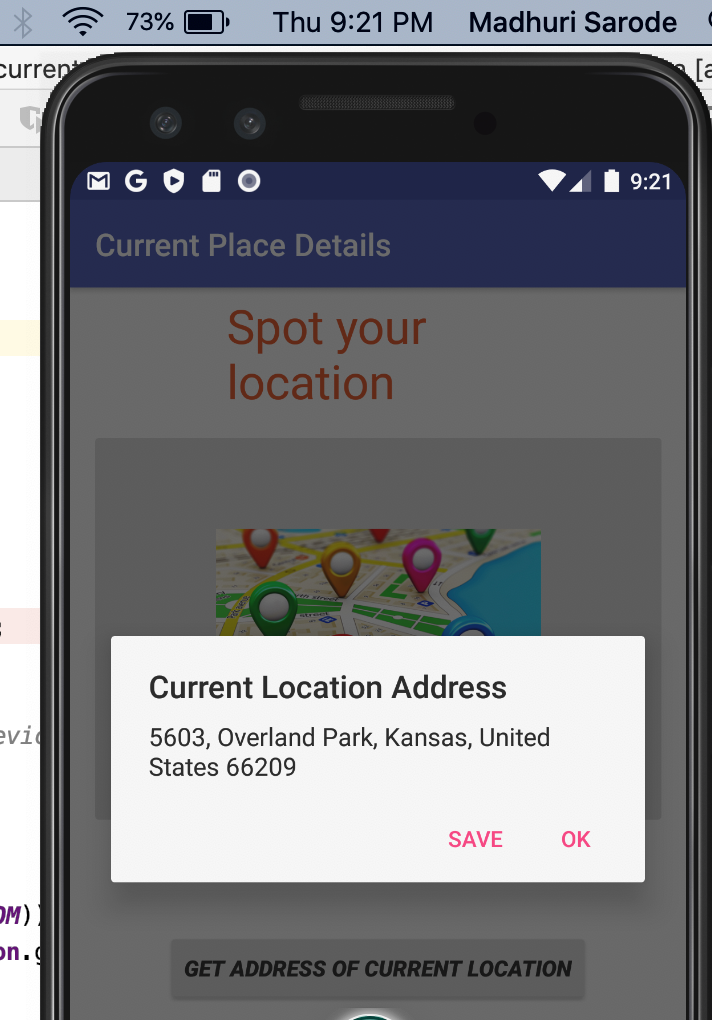 73% Thu 9:21 PM Madhuri Sarode
current
[a
9:21
Current Place Details
Spot your
location
street
Current Location Address
5603, Overland Park, Kansas, United
States 66209
SAVE OK
GET ADDRESS OF CURRENT LOCATION